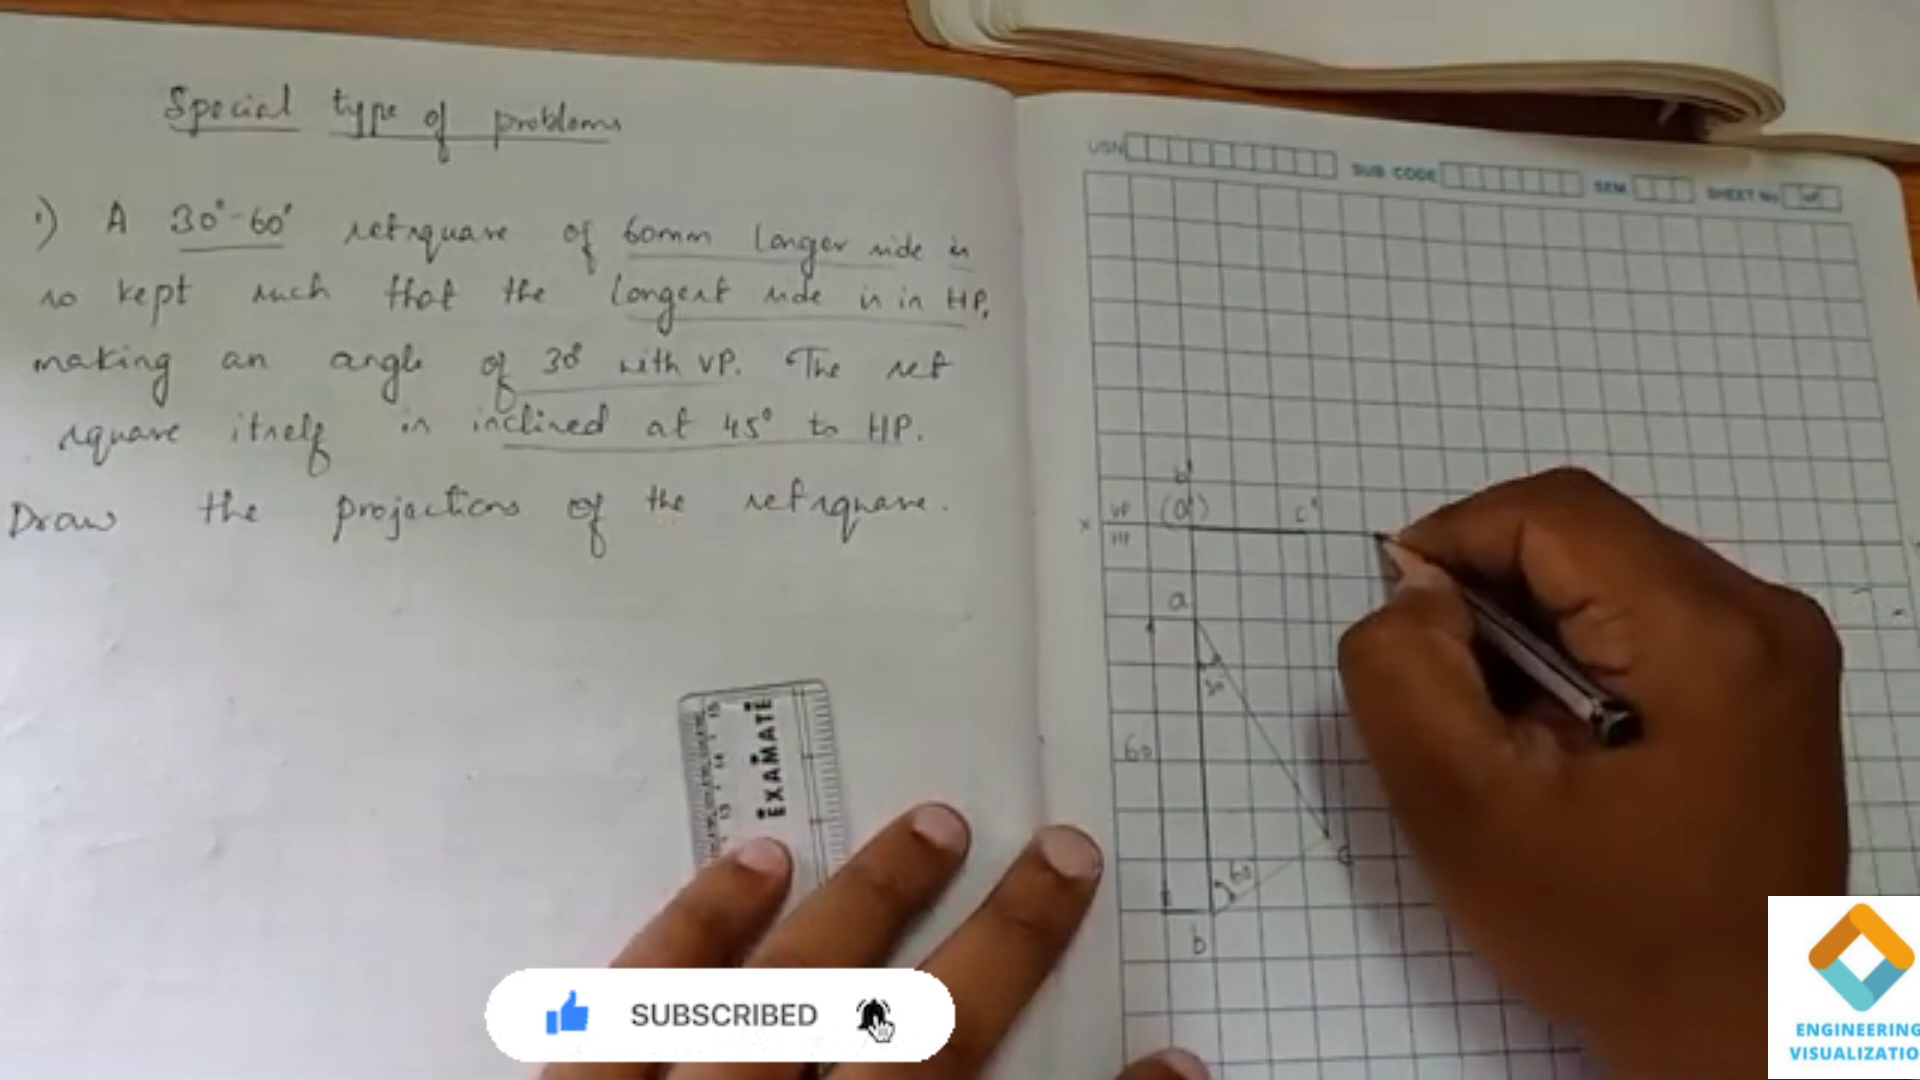 Special type of problems
1) A 30°-60° setsquare of 60mm longer side is
so kept such that the longest side is in HP,
making an angle of 30° with VP. The set
square itself is inclined at 45° to HP.
Draw the projections of the setsquare.
USN SUB CODE SEM SHEET No
b'
X VP (a') c'
HP
a
30
60
60
c
b
15
14
13
EXAMATE
SUBSCRIBED
ENGINEERING
VISUALIZATIO